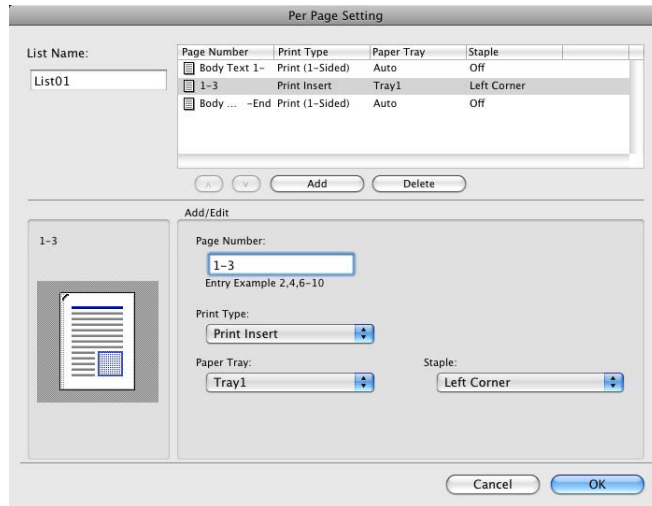 Per Page Setting
List Name:
List01
Page Number Print Type Paper Tray Staple
Body Text 1– Print (1–Sided) Auto Off
1–3 Print Insert Tray1 Left Corner
Body ... –End Print (1–Sided) Auto Off
Add Delete
Add/Edit
1–3
Page Number:
1–3
Entry Example 2,4,6–10
Print Type:
Print Insert
Paper Tray: Staple:
Tray1 Left Corner
Cancel OK